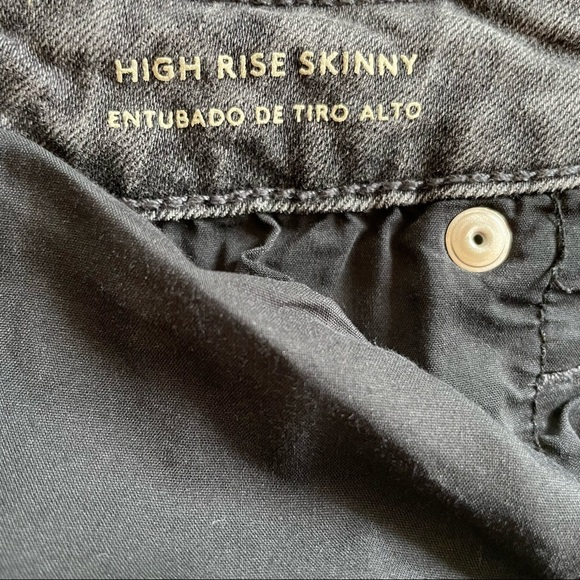 HIGH RISE SKINNY
ENTUBADO DE TIRO ALTO